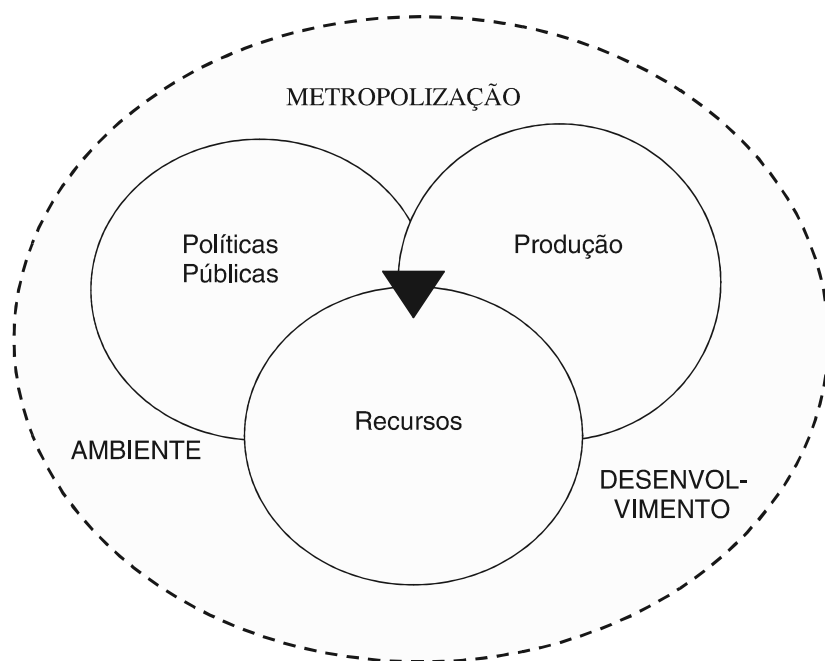 METROPOLIZAÇÃO
Políticas
Públicas
Produção
Recursos
AMBIENTE
DESENVOL-
VIMENTO